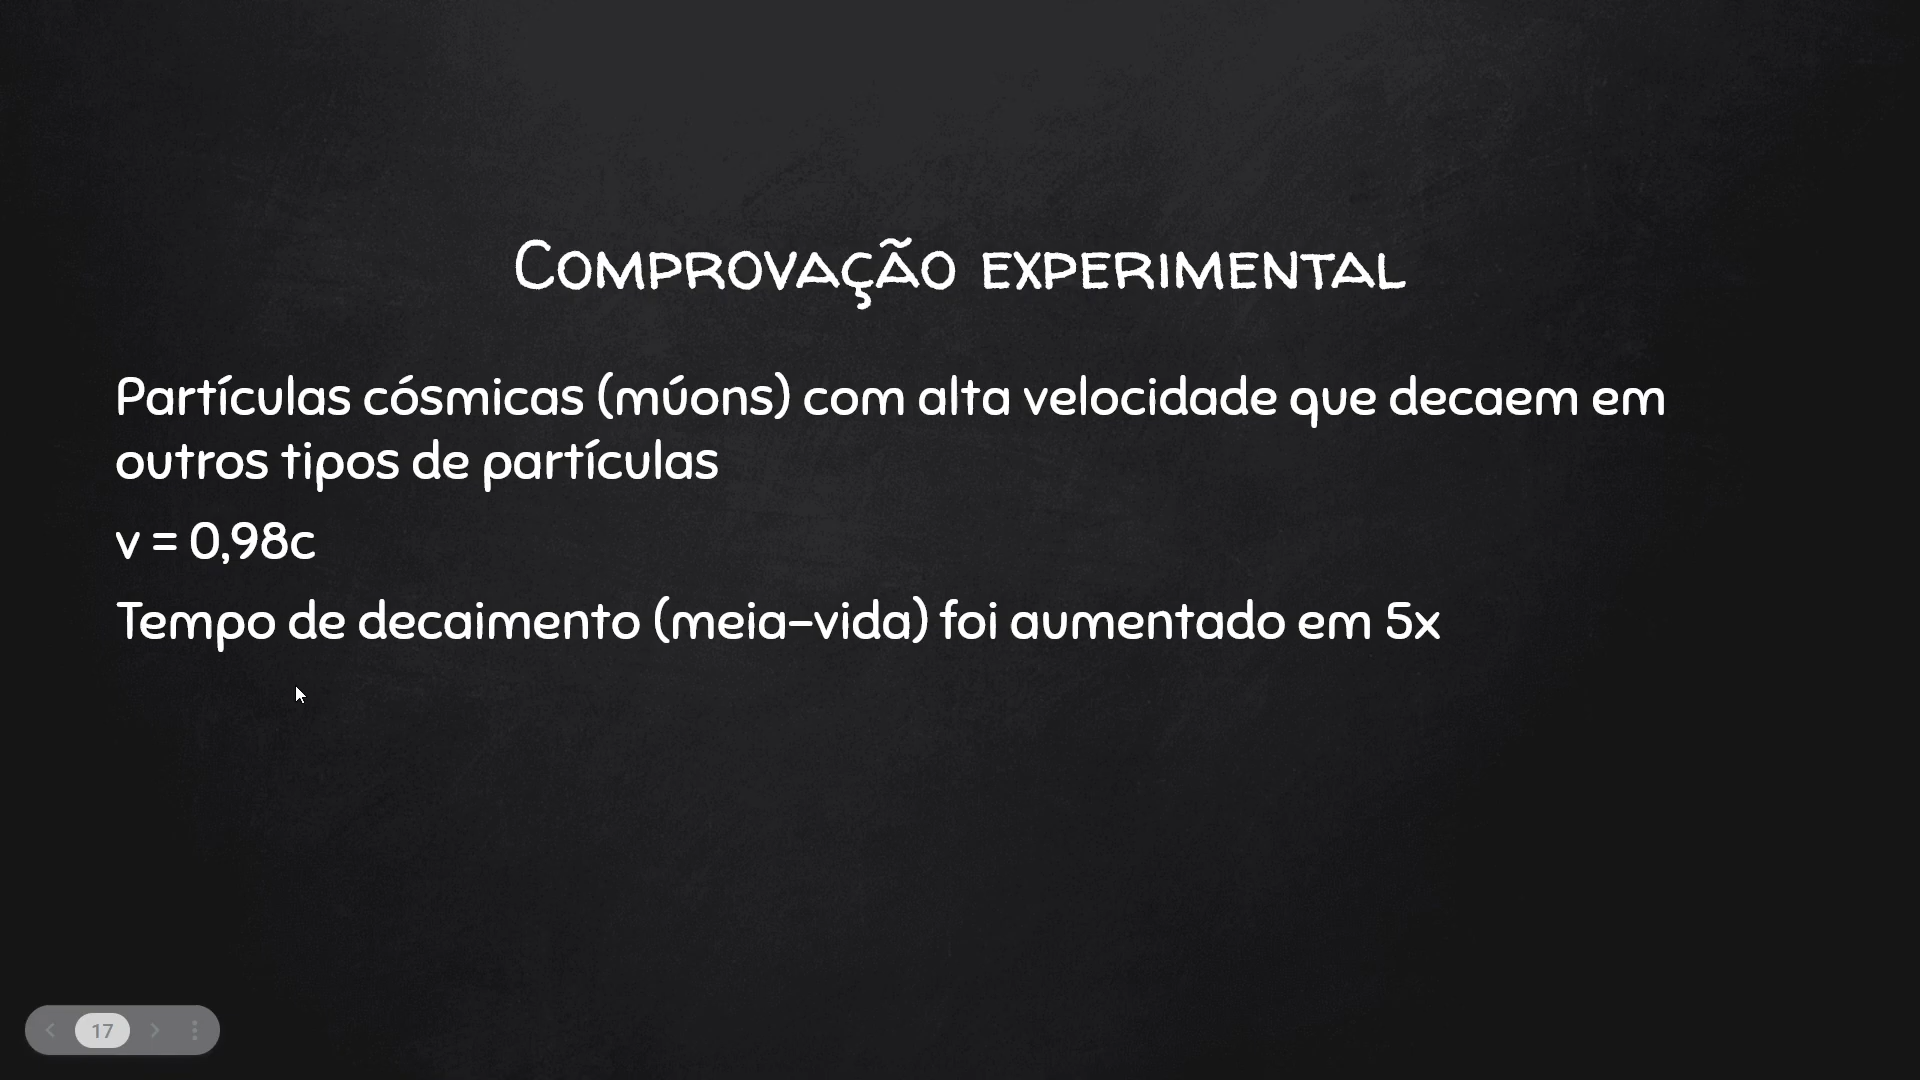 Comprovação experimental
Partículas cósmicas (múons) com alta velocidade que decaem em
outros tipos de partículas
v = 0,98c
Tempo de decaimento (meia-vida) foi aumentado em 5x
17